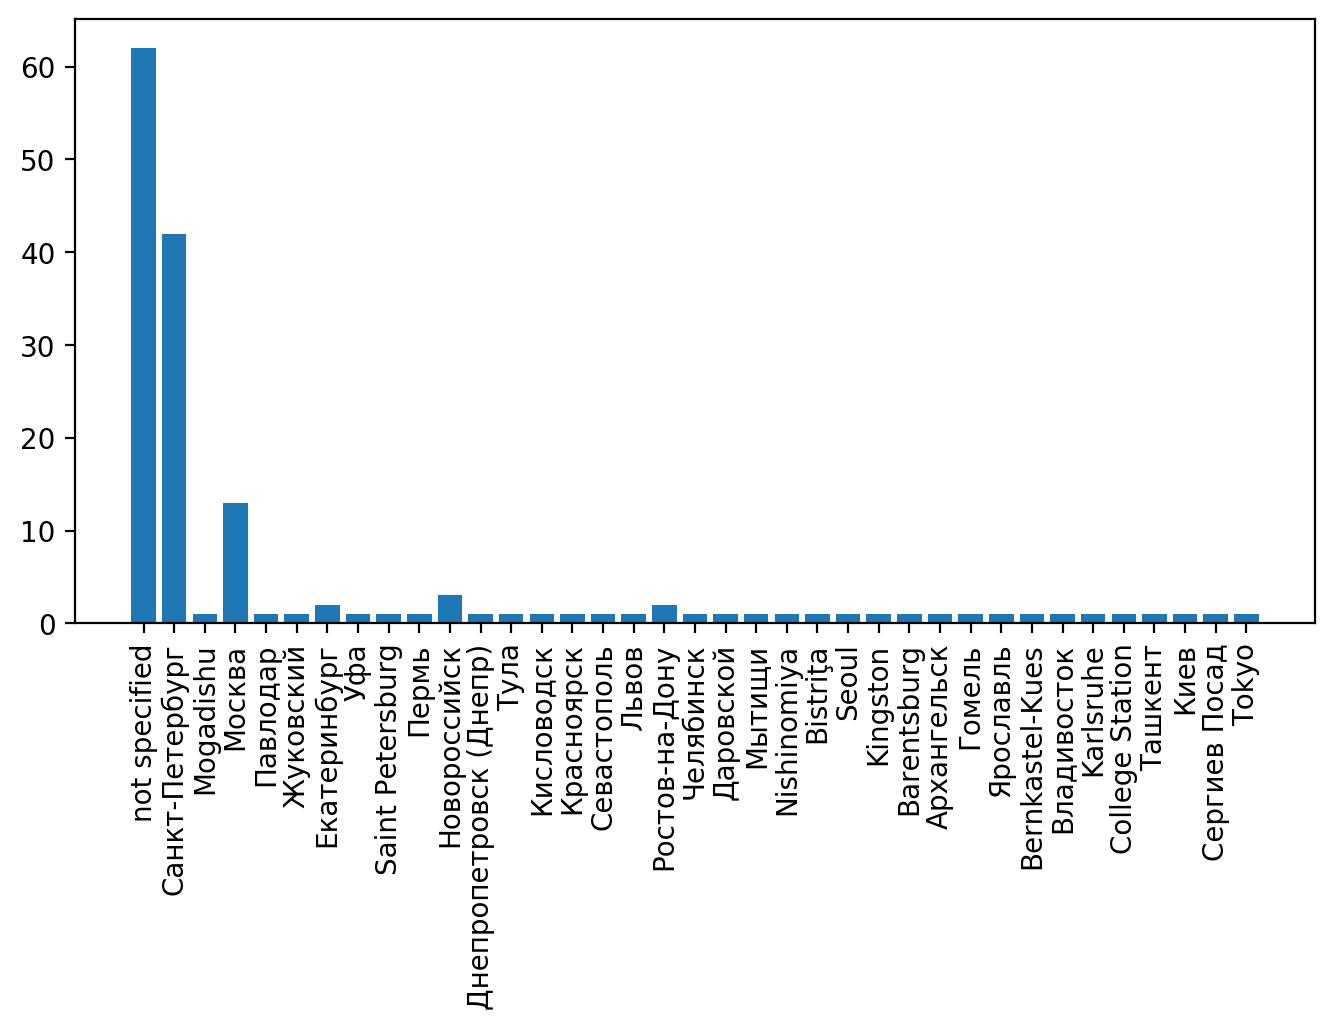 60
50
40
30
20
10
0
not specified
Санкт-Петербург
Mogadishu
Москва
Павлодар
Жуковский
Екатеринбург
Уфа
Saint Petersburg
Пермь
Новороссийск
Днепропетровск (Днепр)
Тула
Кисловодск
Красноярск
Севастополь
Львов
Ростов-на-Дону
Челябинск
Даровской
Мытищи
Nishinomiya
Bistriţa
Seoul
Kingston
Barentsburg
Архангельск
Гомель
Ярославль
Bernkastel-Kues
Владивосток
Karlsruhe
College Station
Ташкент
Киев
Сергиев Посад
Tokyo